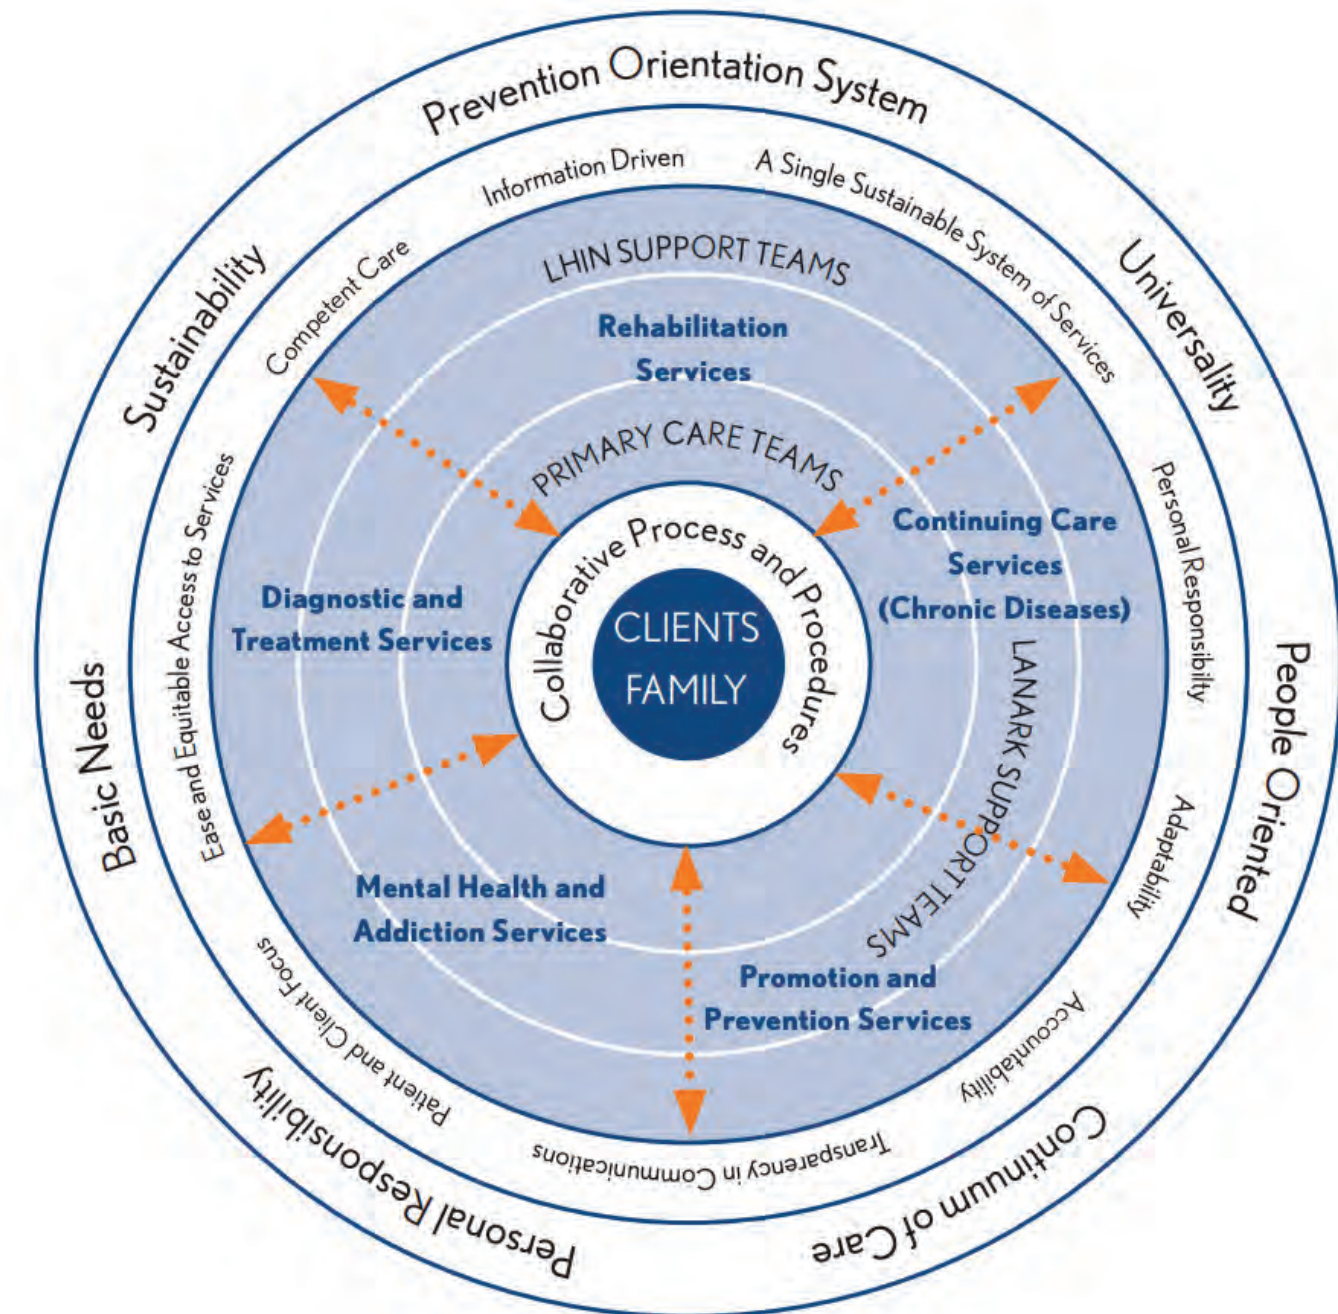 Prevention Orientation System
Universality
People Oriented
Continuum of Care
Personal Responsibility
Basic Needs
Sustainability
Information Driven
A Single Sustainable System of Services
Personal Responsibilty
Adaptability
Accountability
Transparency in Communications
Patient and Client Focus
Ease and Equitable Access to Services
Competent Care
LHIN SUPPORT TEAMS
Rehabilitation
Services
PRIMARY CARE TEAMS
Continuing Care
Services
(Chronic Diseases)
LANARK SUPPORT TEAMS
Diagnostic and
Treatment Services
Mental Health and
Addiction Services
Promotion and
Prevention Services
Collaborative Process and Procedures
CLIENTS
FAMILY